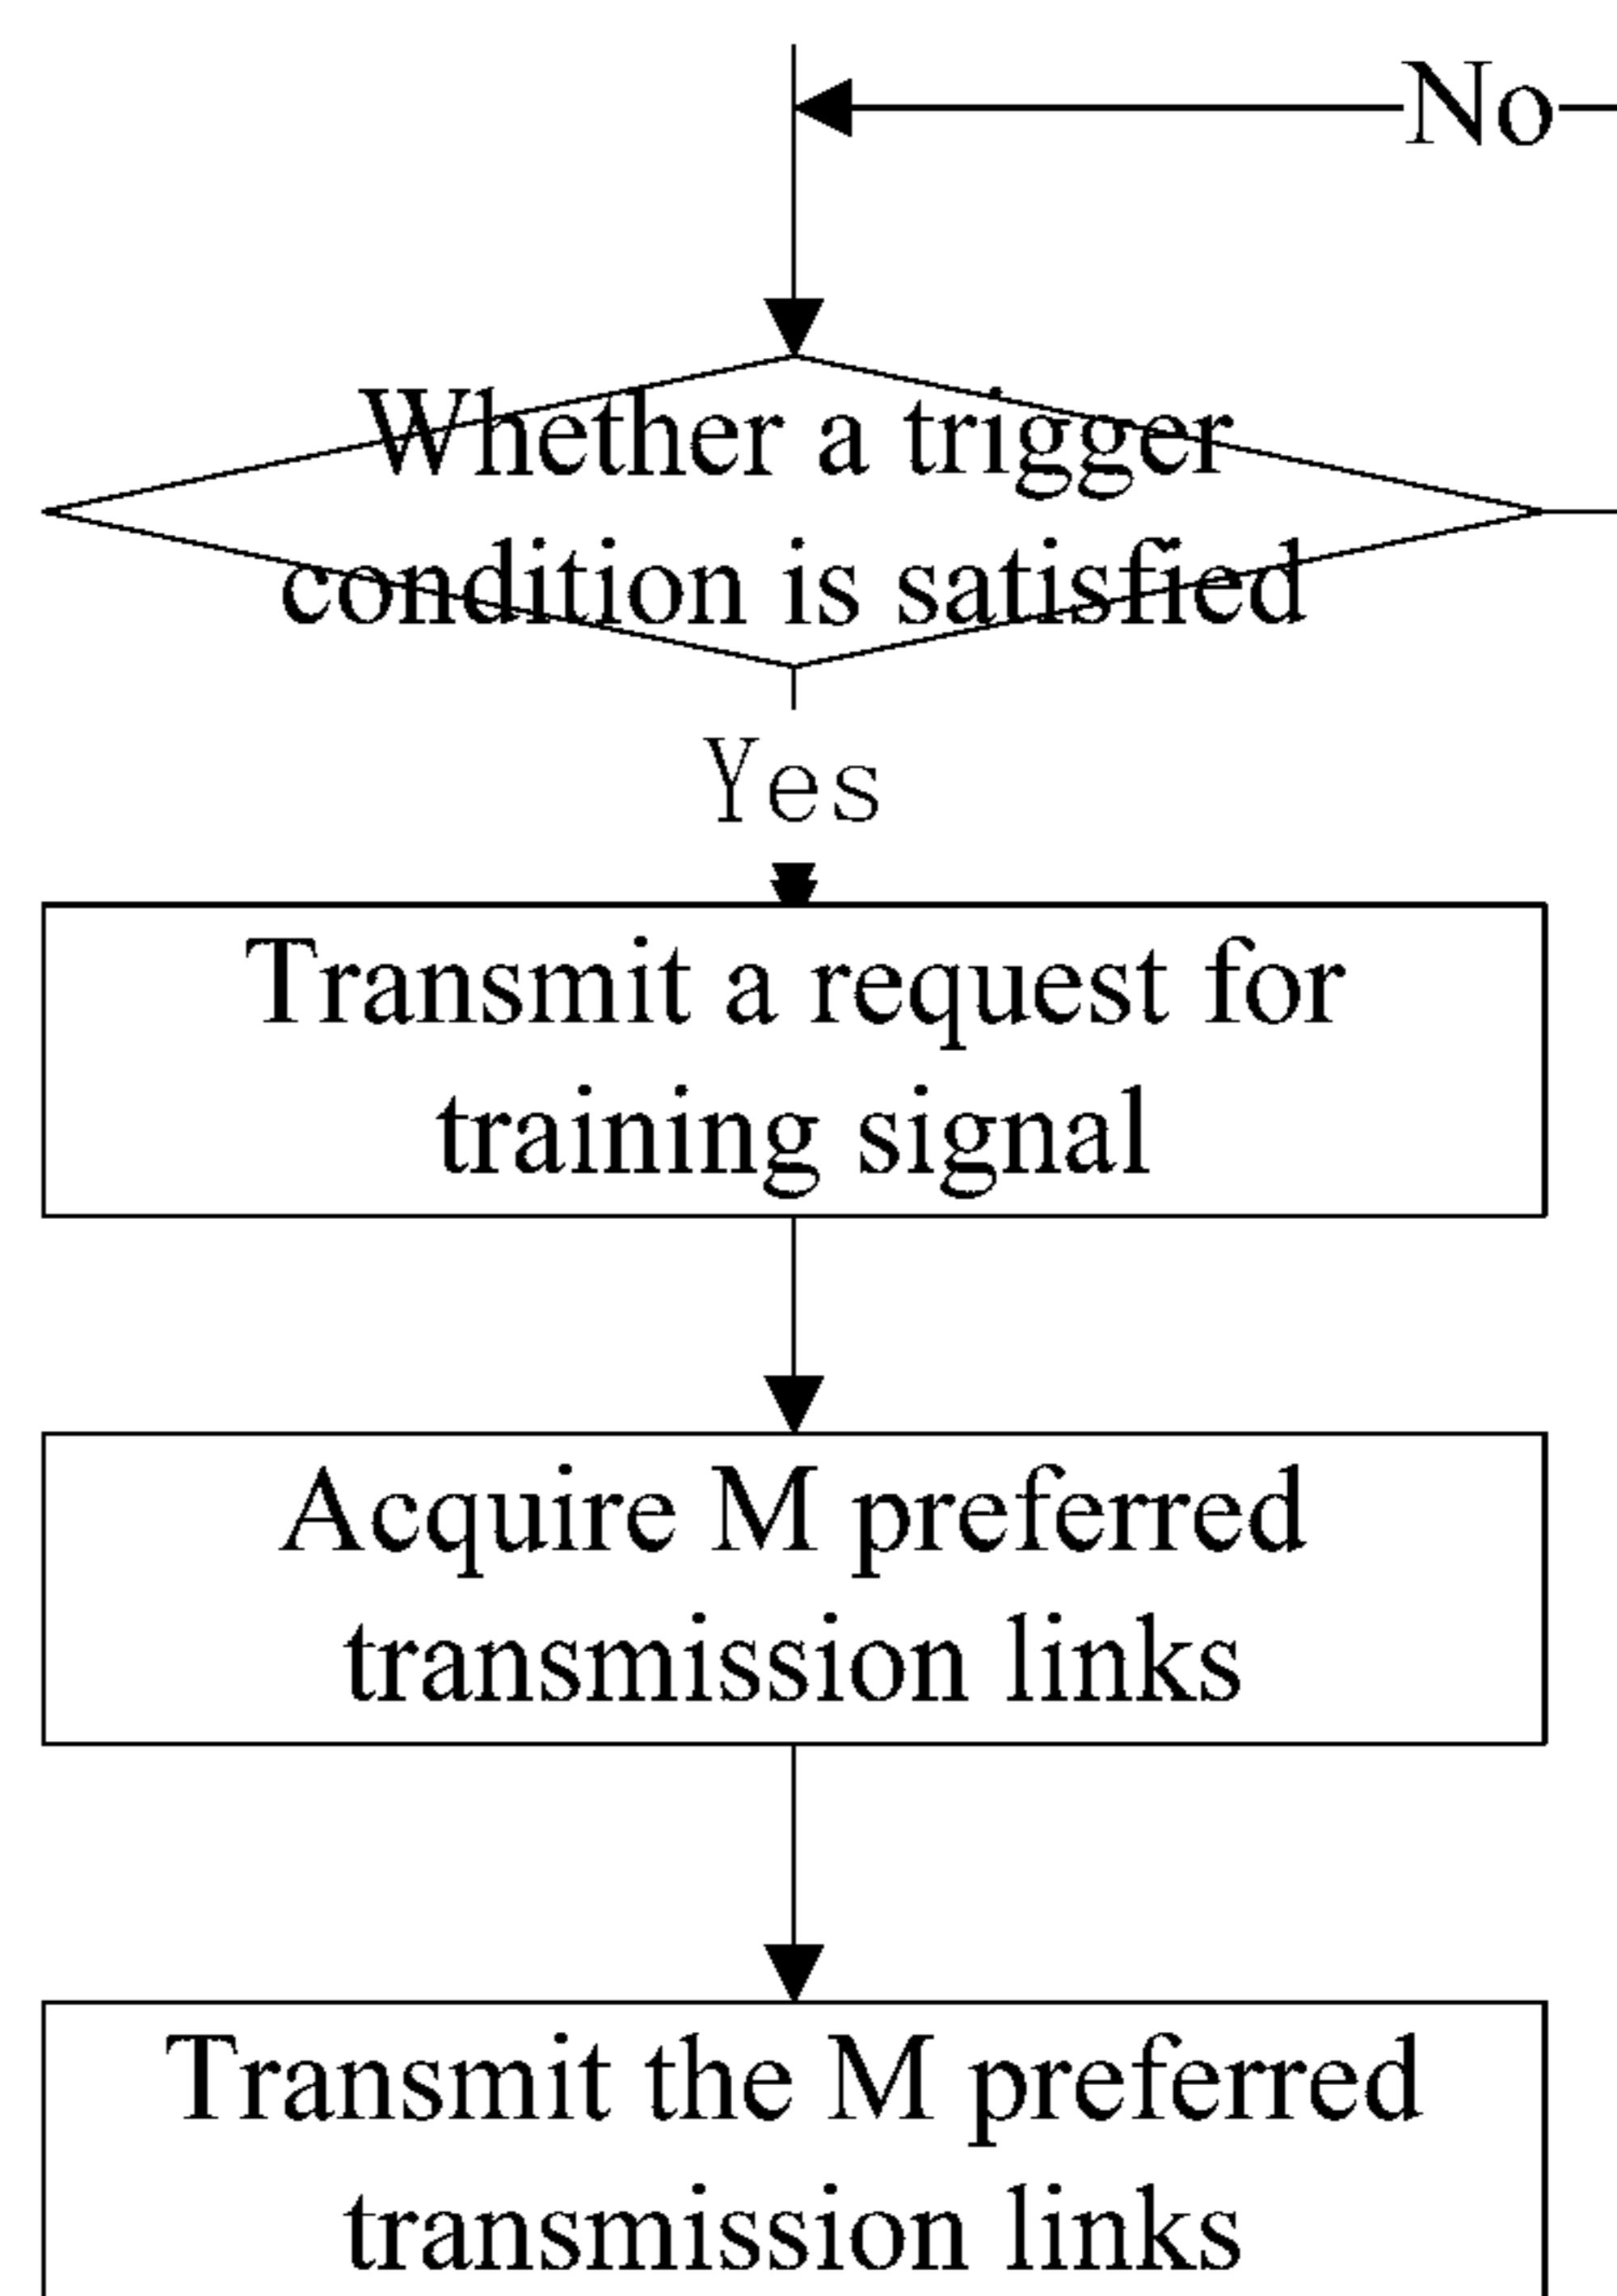 No
Whether a trigger
condition is satisfied
Yes
Transmit a request for
training signal
Acquire M preferred
transmission links
Transmit the M preferred
transmission links